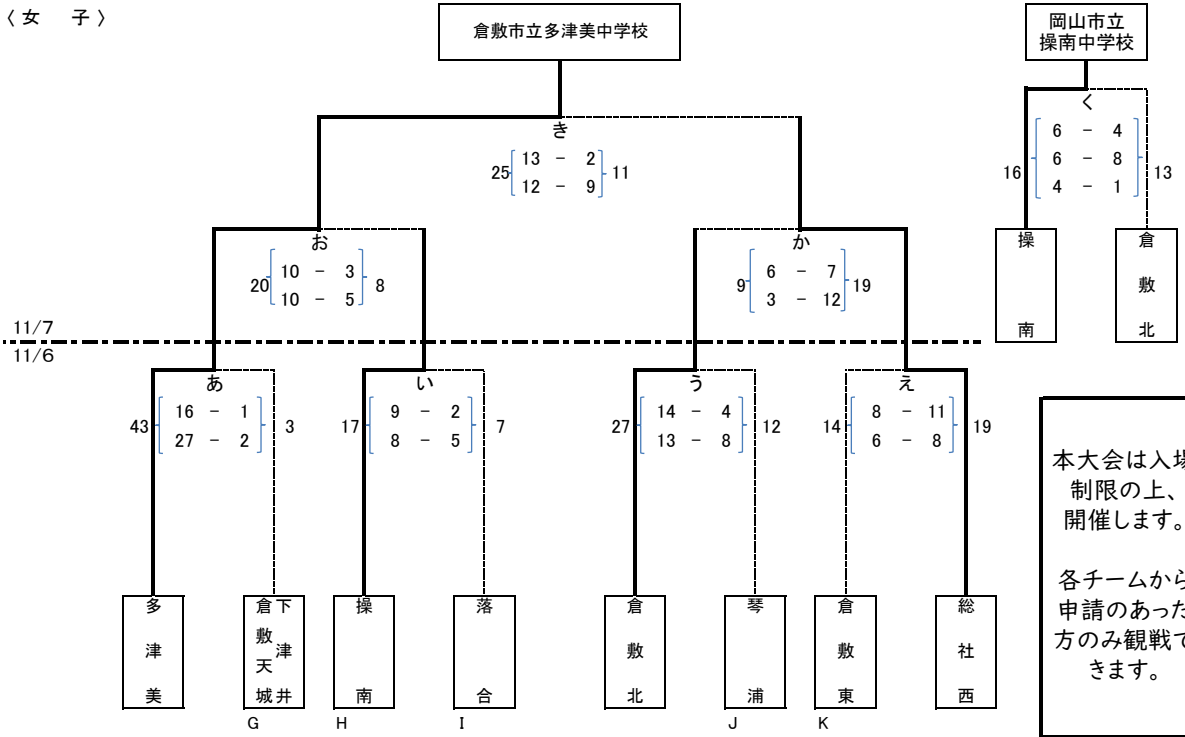 〈 女 子 〉
倉敷市立多津美中学校
岡山市立
操南中学校
き
25 13 - 2 11
12 - 9
く
6 - 4
16 6 - 8 13
4 - 1
操南
倉敷北
お
20 10 - 3 8
10 - 5
か
9 6 - 7 19
3 - 12
11/7
11/6
あ
43 16 - 1 3
27 - 2
い
17 9 - 2 7
8 - 5
う
27 14 - 4 12
13 - 8
え
14 8 - 11 19
6 - 8
本大会は入場
制限の上、
開催します。
各チームから
申請のあった
方のみ観戦で
きます。
多津美
下津井
倉敷天城
操南
落合
倉敷北
琴浦
倉敷東
総社西
G
H
I
J
K